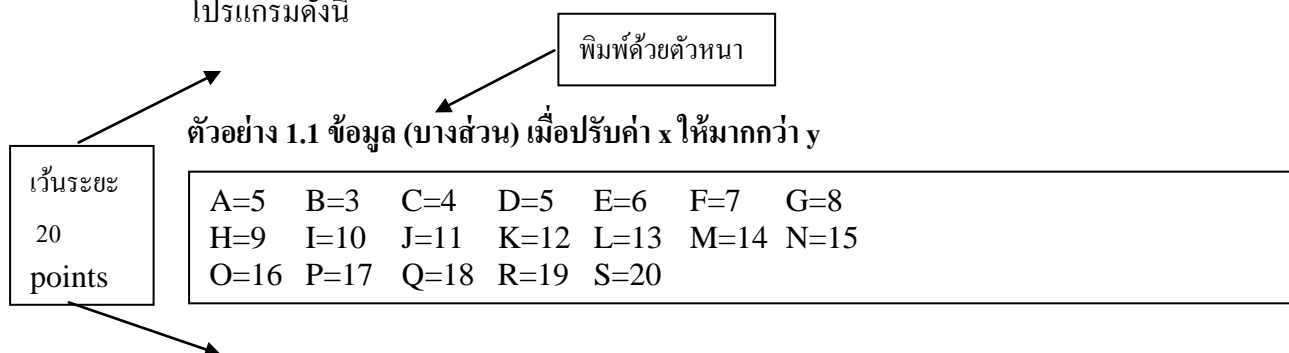 โปรแกรมดังนี้
พิมพ์ด้วยตัวหนา
ตัวอย่าง 1.1 ข้อมูล (บางส่วน) เมื่อปรับค่า x ให้มากกว่า y
เว้นระยะ
20
points
A=5 B=3 C=4 D=5 E=6 F=7 G=8
H=9 I=10 J=11 K=12 L=13 M=14 N=15
O=16 P=17 Q=18 R=19 S=20